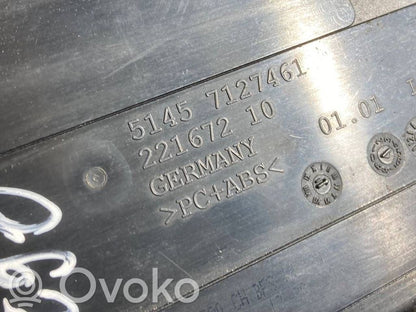 5145 7127461
221672 10
01.01
GERMANY
>PC+ABS<
Ovoko